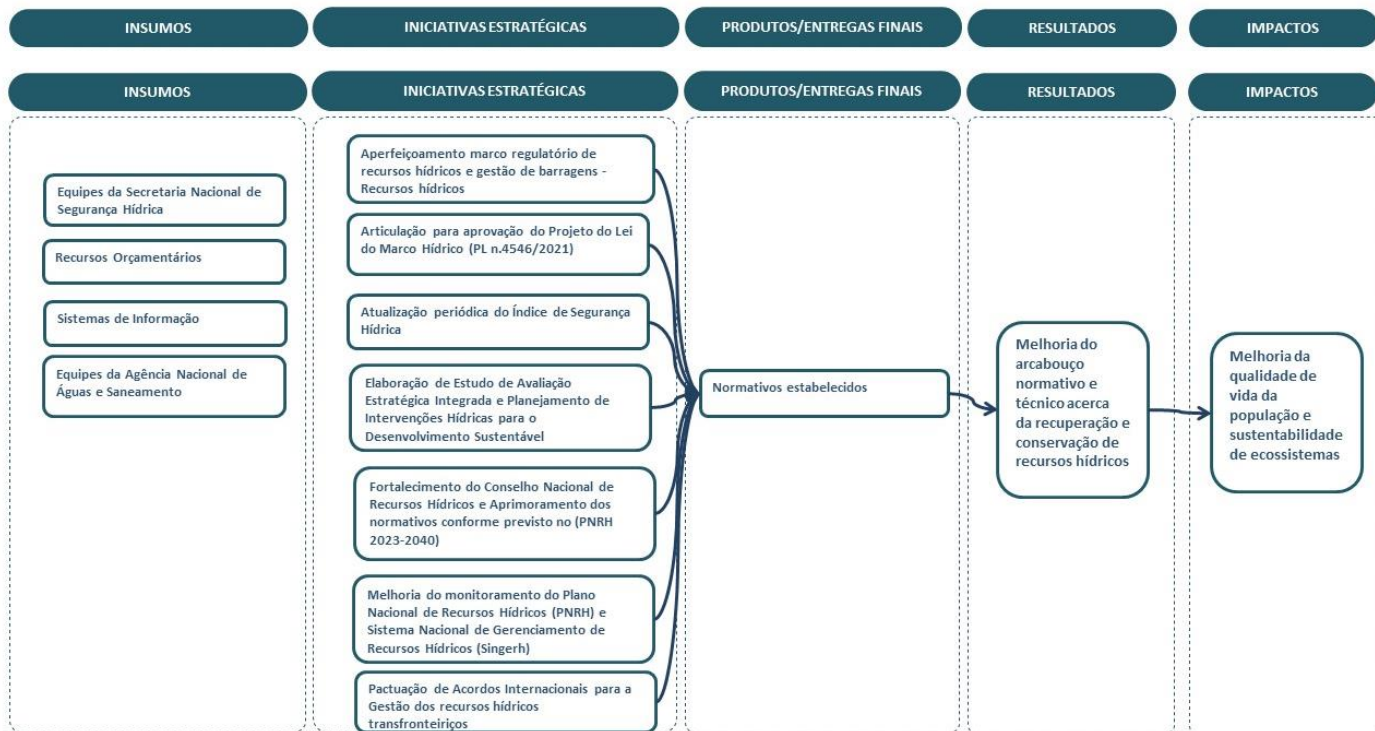 INSUMOS
INICIATIVAS ESTRATÉGICAS
PRODUTOS/ENTREGAS FINAIS
RESULTADOS
IMPACTOS
INSUMOS
INICIATIVAS ESTRATÉGICAS
PRODUTOS/ENTREGAS FINAIS
RESULTADOS
IMPACTOS
Equipes da Secretaria Nacional de
Segurança Hídrica
Recursos Orçamentários
Sistemas de Informação
Equipes da Agência Nacional de
Águas e Saneamento
Aperfeiçoamento marco regulatório de
recursos hídricos e gestão de barragens -
Recursos hídricos
Articulação para aprovação do Projeto do Lei
do Marco Hídrico (PL n.4546/2021)
Atualização periódica do Índice de Segurança
Hídrica
Elaboração de Estudo de Avaliação
Estratégica Integrada e Planejamento de
Intervenções Hídricas para o
Desenvolvimento Sustentável
Fortalecimento do Conselho Nacional de
Recursos Hídricos e Aprimoramento dos
normativos conforme previsto no (PNRH
2023-2040)
Melhoria do monitoramento do Plano
Nacional de Recursos Hídricos (PNRH) e
Sistema Nacional de Gerenciamento de
Recursos Hídricos (Singerh)
Pactuação de Acordos Internacionais para a
Gestão dos recursos hídricos
transfronteiriços
Normativos estabelecidos
Melhoria do
arcabouço
normativo e
técnico acerca
da recuperação e
conservação de
recursos hídricos
Melhoria da
qualidade de
vida da
população e
sustentabilidade
de ecossistemas